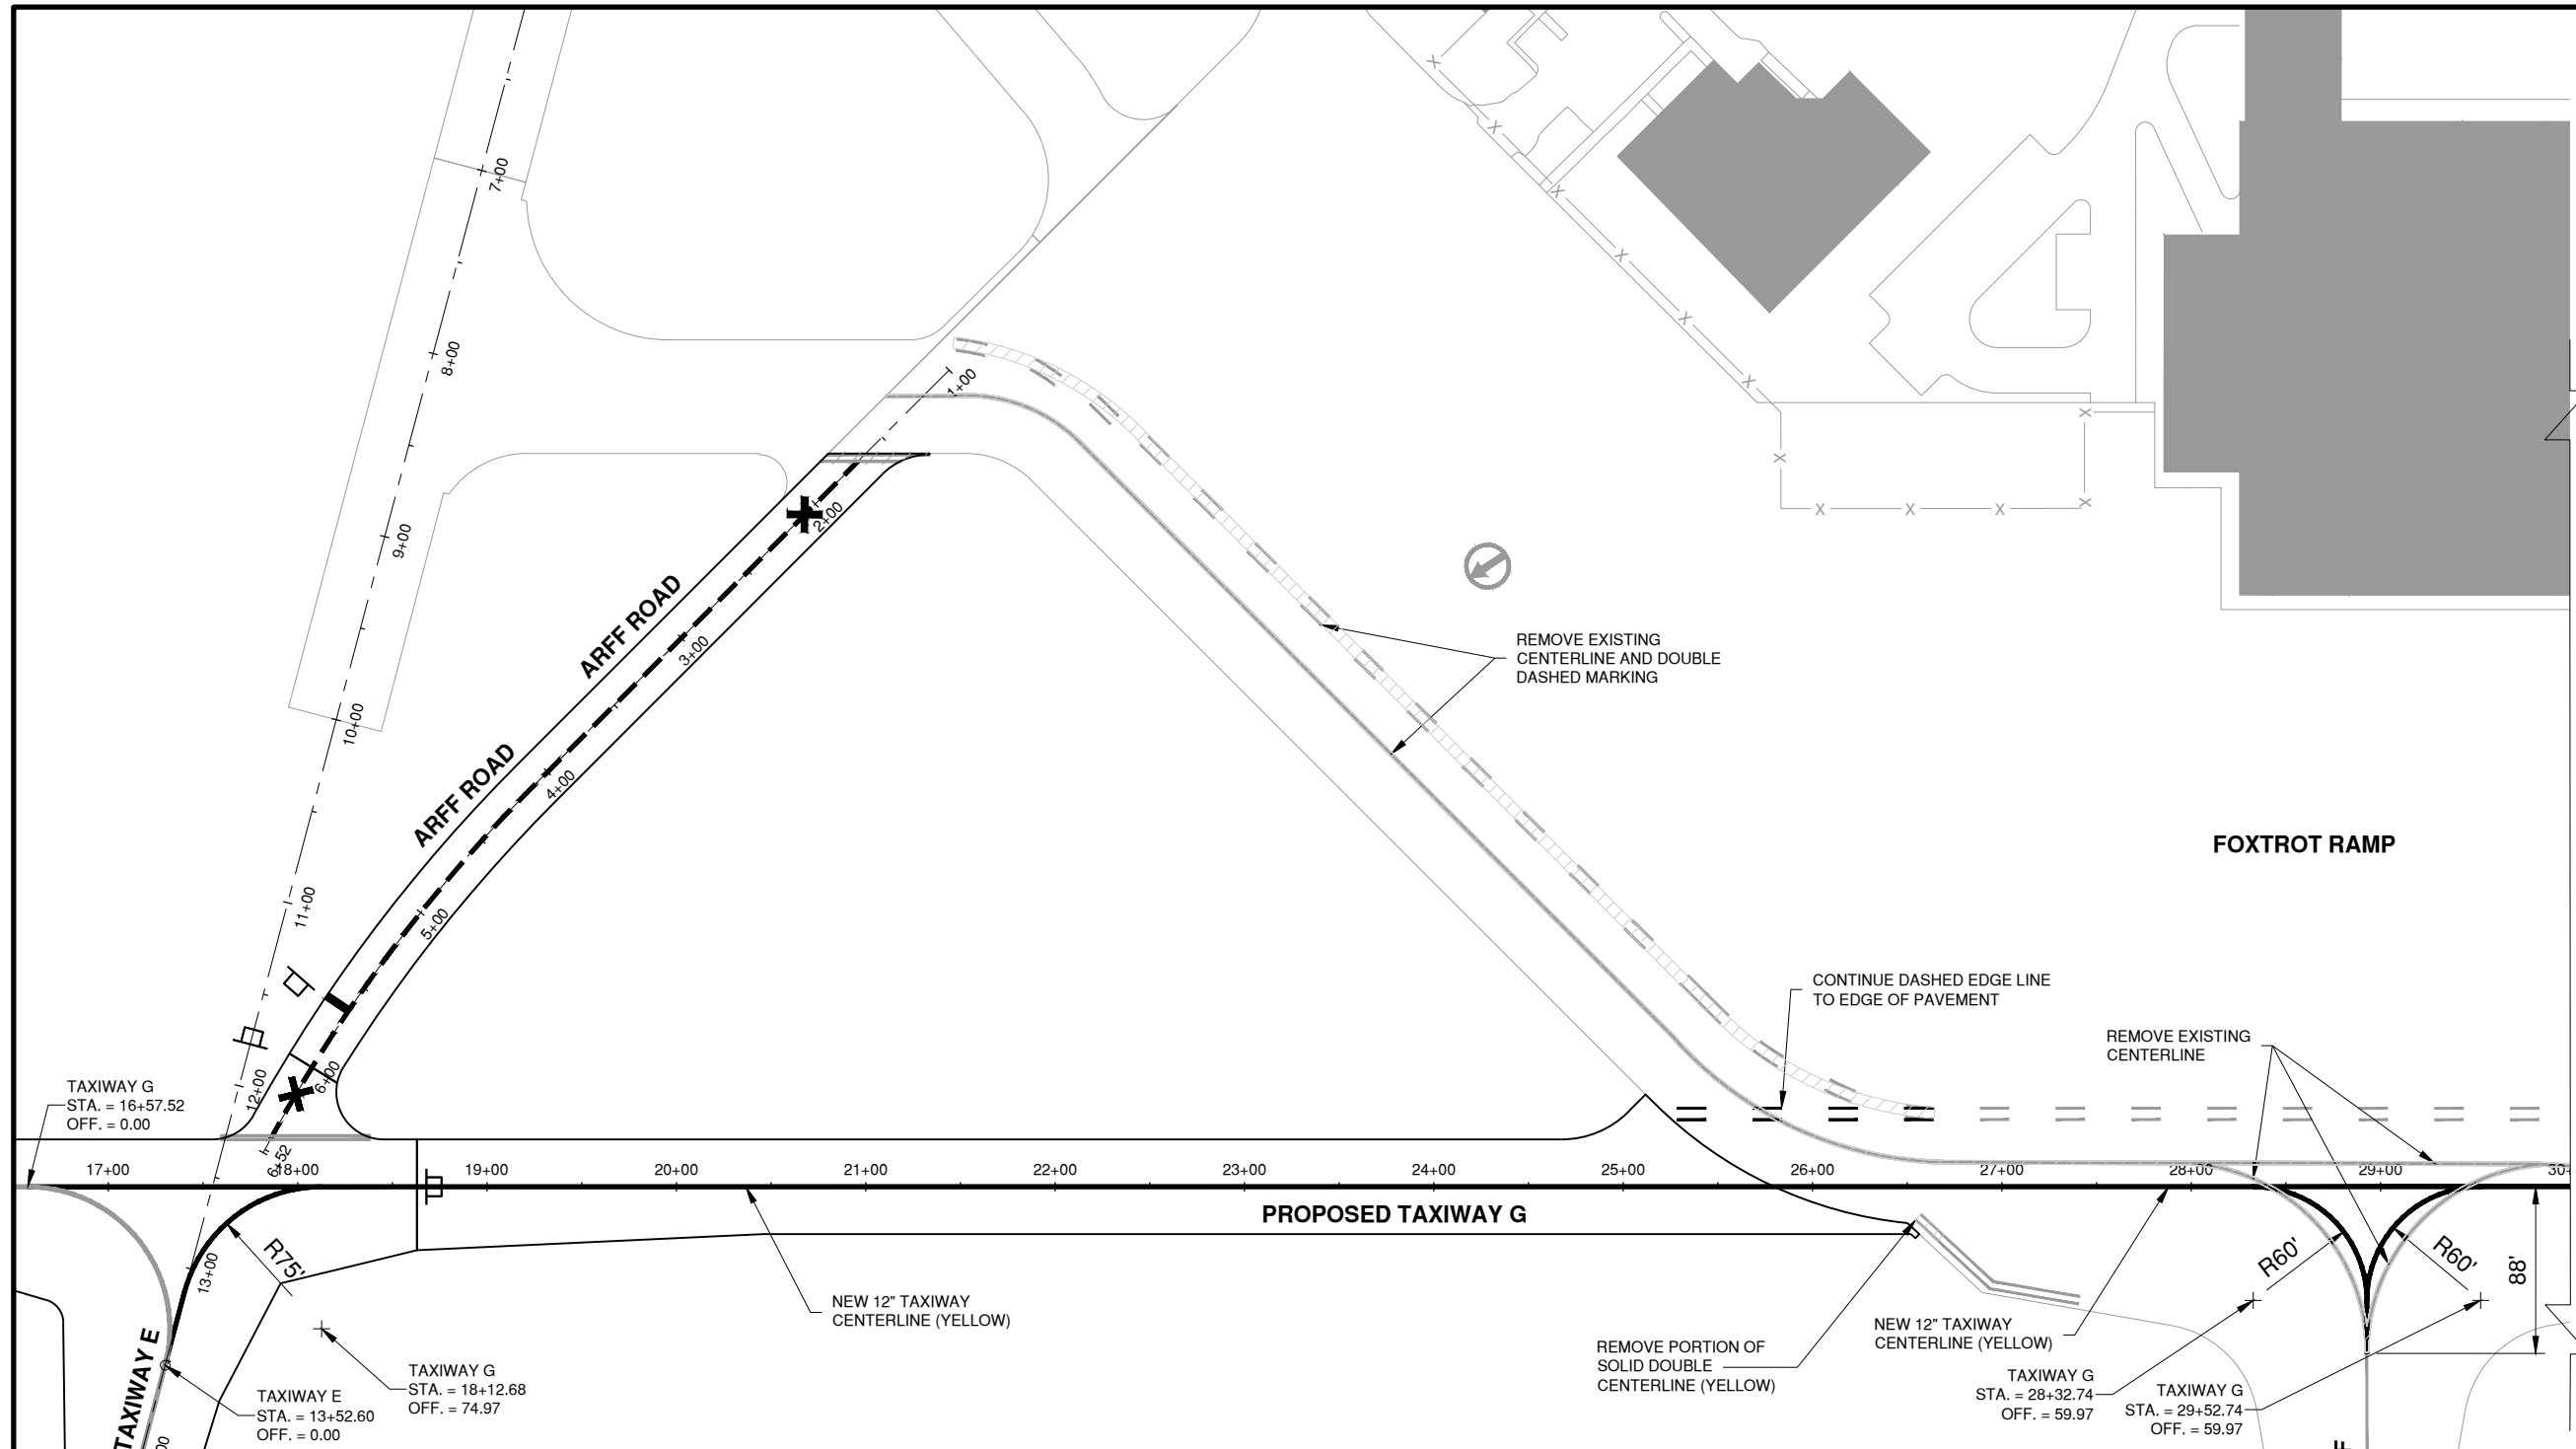 7+00
8+00
9+00
10+00
11+00
12+00
13+00
1+00
2+00
3+00
4+00
5+00
6+00
6+52
ARFF ROAD
ARFF ROAD
REMOVE EXISTING
CENTERLINE AND DOUBLE
DASHED MARKING
FOXTROT RAMP
CONTINUE DASHED EDGE LINE
TO EDGE OF PAVEMENT
REMOVE EXISTING
CENTERLINE
TAXIWAY G
STA. = 16+57.52
OFF. = 0.00
17+00
18+00
19+00
20+00
21+00
22+00
23+00
24+00
25+00
26+00
27+00
28+00
29+00
PROPOSED TAXIWAY G
R75'
R60'
R60'
88'
NEW 12" TAXIWAY
CENTERLINE (YELLOW)
NEW 12" TAXIWAY
CENTERLINE (YELLOW)
REMOVE PORTION OF
SOLID DOUBLE
CENTERLINE (YELLOW)
TAXIWAY E
TAXIWAY G
STA. = 18+12.68
OFF. = 74.97
TAXIWAY E
STA. = 13+52.60
OFF. = 0.00
TAXIWAY G
STA. = 28+32.74
OFF. = 59.97
TAXIWAY G
STA. = 29+52.74
OFF. = 59.97